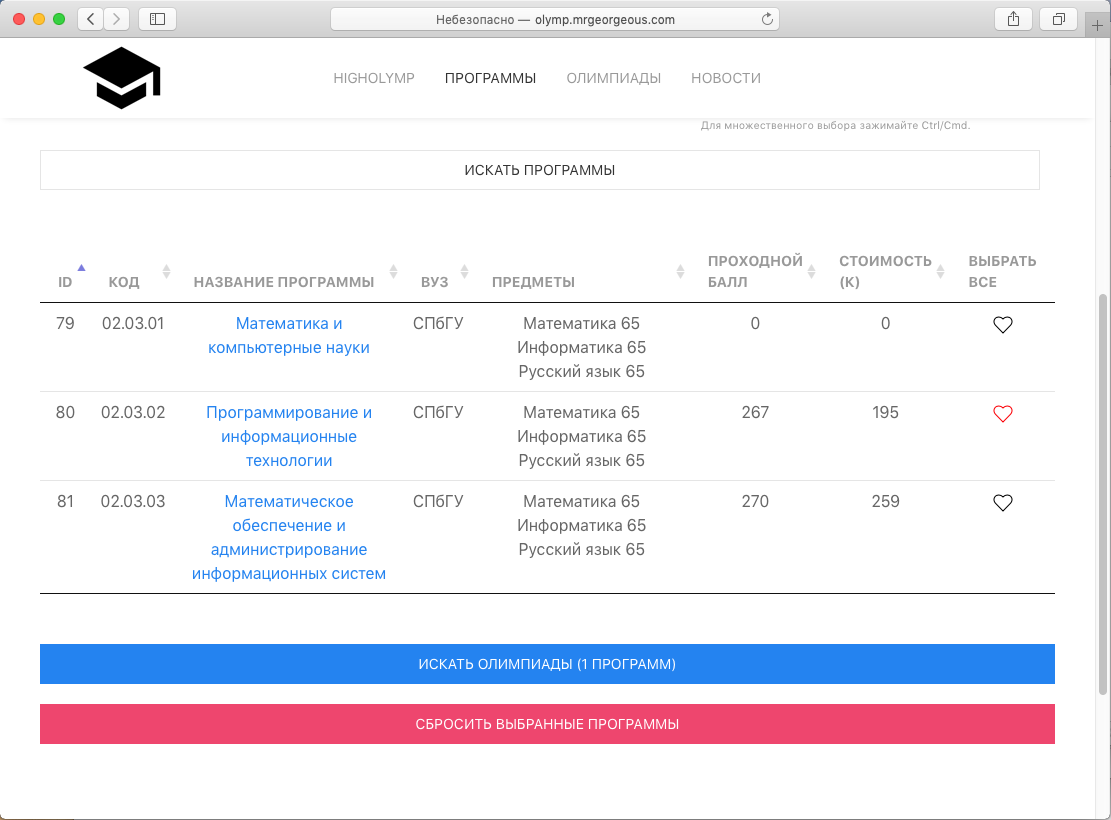 Небезопасно — olymp.mrgeorgeous.com
HIGHOLYMP ПРОГРАММЫ ОЛИМПИАДЫ НОВОСТИ
Для множественного выбора зажимайте Ctrl/Cmd.
ИСКАТЬ ПРОГРАММЫ
ID КОД НАЗВАНИЕ ПРОГРАММЫ ВУЗ ПРЕДМЕТЫ ПРОХОДНОЙ БАЛЛ СТОИМОСТЬ (К) ВЫБРАТЬ ВСЕ
79 02.03.01 Математика и СПбГУ Математика 65 0 0
компьютерные науки Информатика 65
Русский язык 65
80 02.03.02 Программирование и СПбГУ Математика 65 267 195
информационные Информатика 65
технологии Русский язык 65
81 02.03.03 Математическое СПбГУ Математика 65 270 259
обеспечение и Информатика 65
администрирование Русский язык 65
информационных систем
ИСКАТЬ ОЛИМПИАДЫ (1 ПРОГРАММ)
СБРОСИТЬ ВЫБРАННЫЕ ПРОГРАММЫ